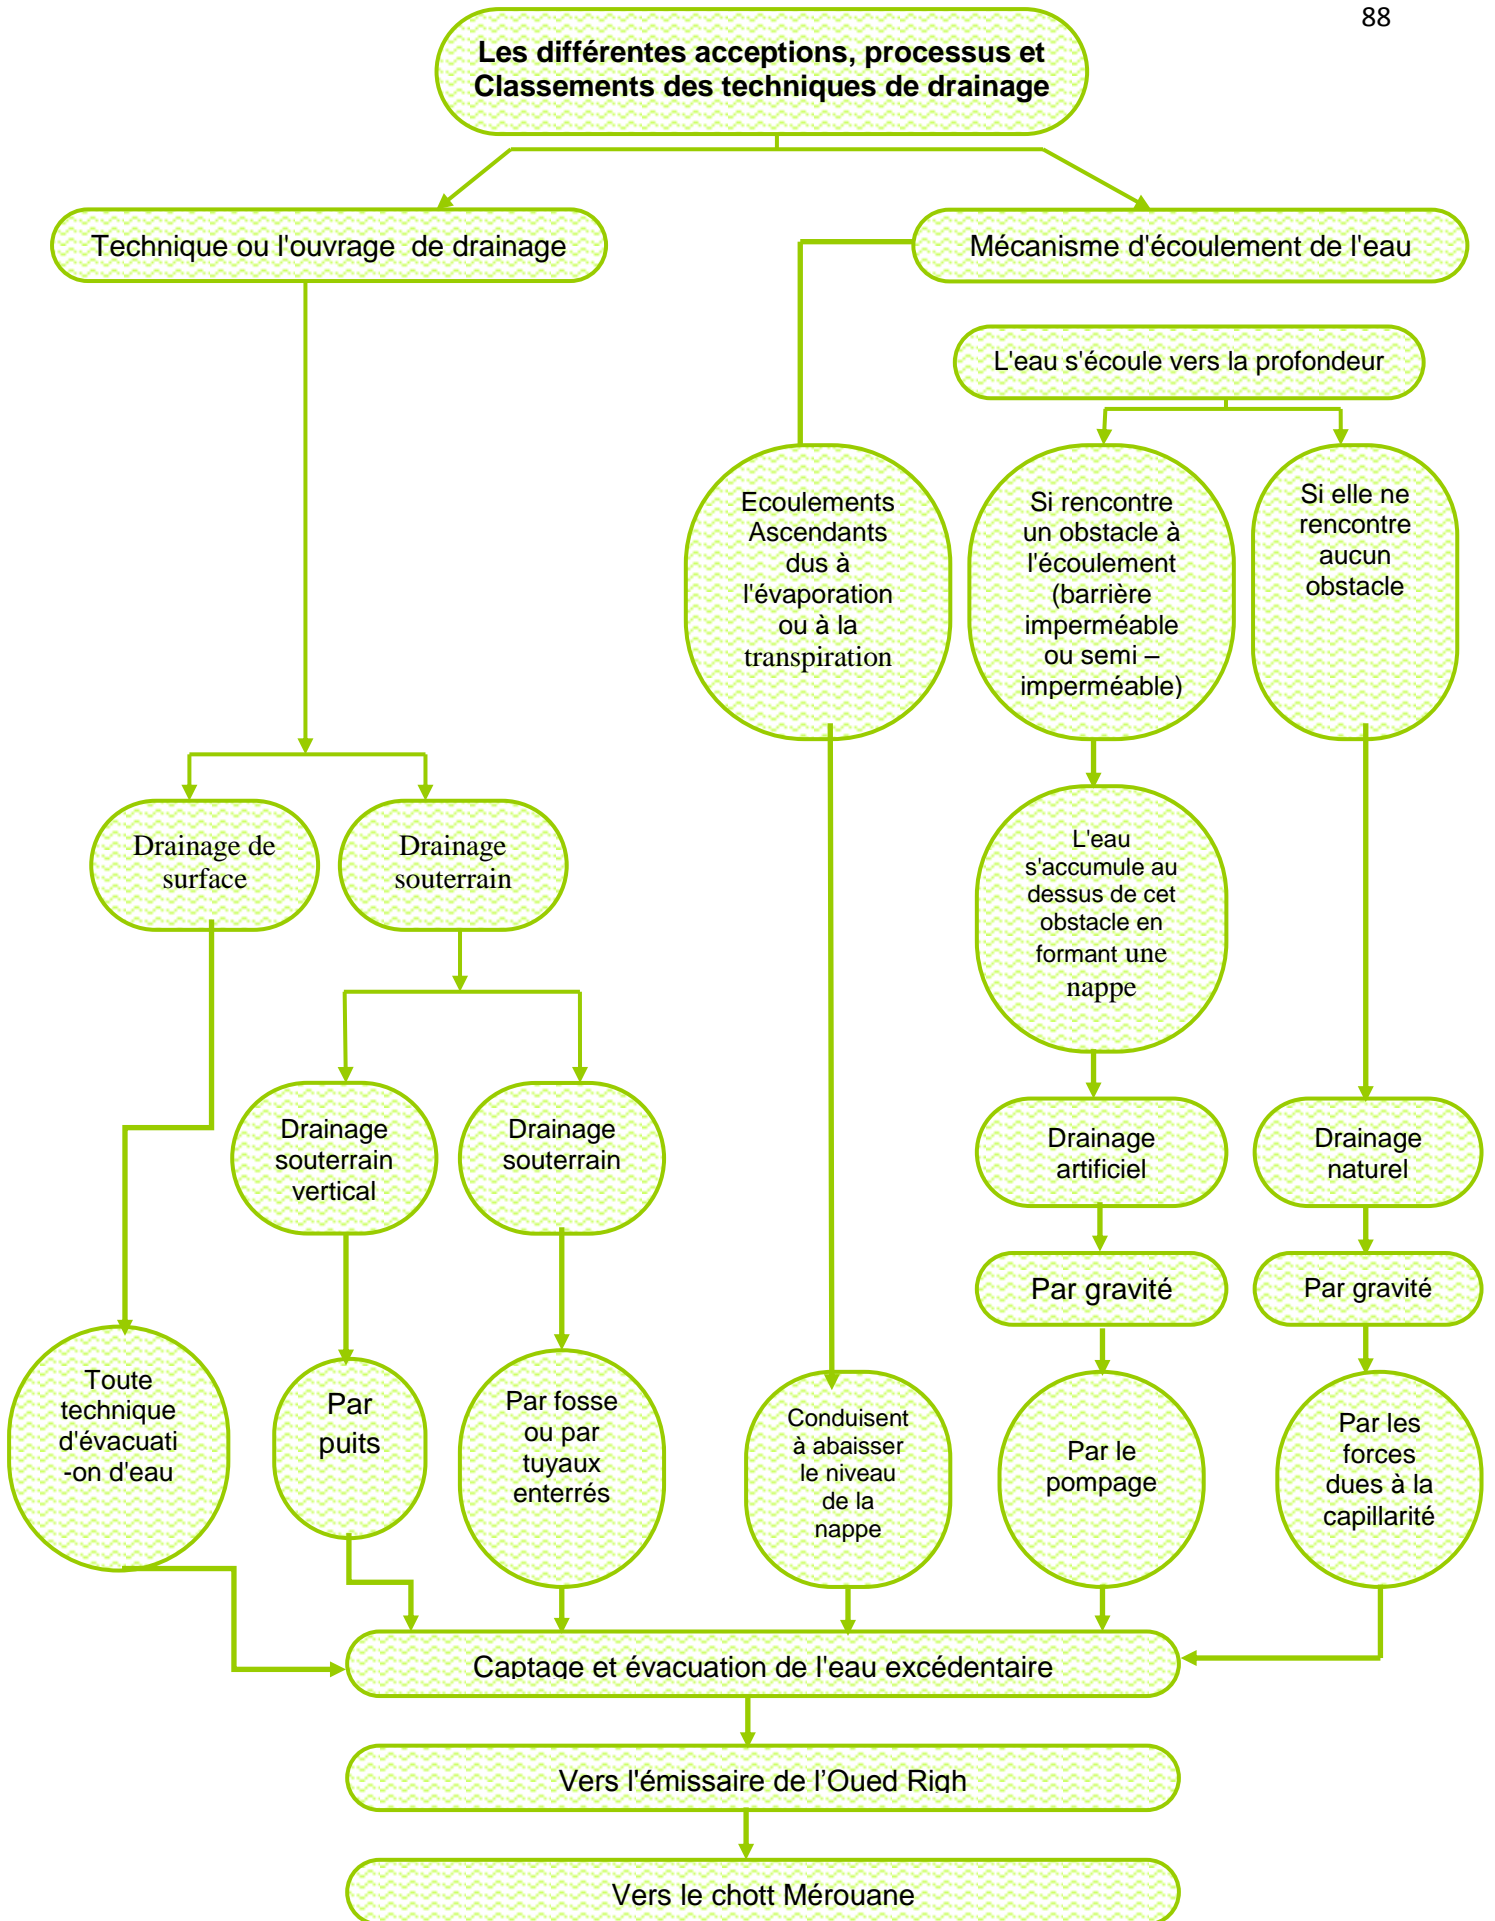 88
Les différentes acceptions, processus et
Classements des techniques de drainage
Technique ou l'ouvrage de drainage
Mécanisme d'écoulement de l'eau
L'eau s'écoule vers la profondeur
Ecoulements
Ascendants
dus à
l'évaporation
ou à la
transpiration
Si rencontre
un obstacle à
l'écoulement
(barrière
imperméable
ou semi –
imperméable)
Si elle ne
rencontre
aucun
obstacle
Drainage de
surface
Drainage
souterrain
L'eau
s'accumule au
dessus de cet
obstacle en
formant une
nappe
Drainage
souterrain
vertical
Drainage
souterrain
Drainage
artificiel
Drainage
naturel
Par gravité
Par gravité
Toute
technique
d'évacuati
-on d'eau
Par
puits
Par fosse
ou par
tuyaux
enterrés
Conduisent
à abaisser
le niveau
de la
nappe
Par le
pompage
Par les
forces
dues à la
capillarité
Captage et évacuation de l'eau excédentaire
Vers l'émissaire de l’Oued Righ
Vers le chott Mérouane